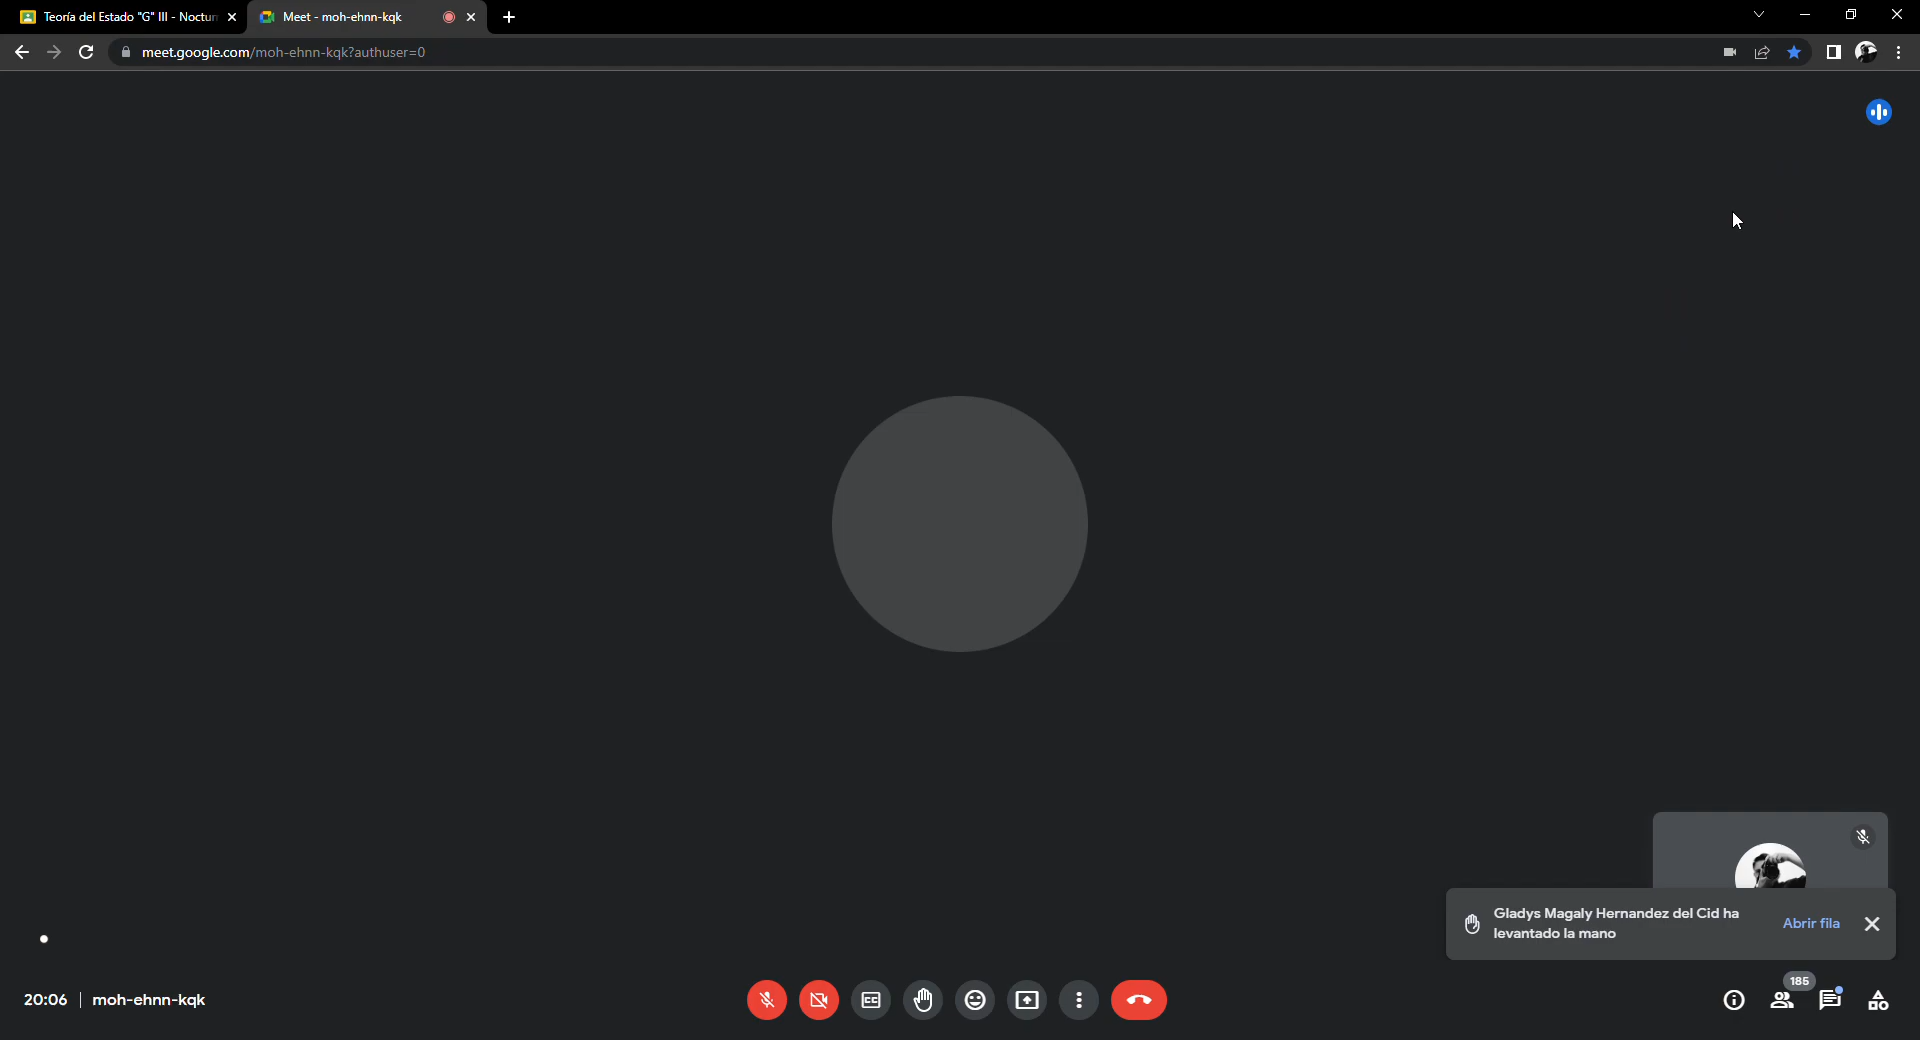 Teoría del Estado "G" III - Noctur
Meet - moh-ehnn-kqk
meet.google.com/moh-ehnn-kqk?authuser=0
Gladys Magaly Hernandez del Cid ha
levantado la mano
Abrir fila
20:06 | moh-ehnn-kqk
CC
185